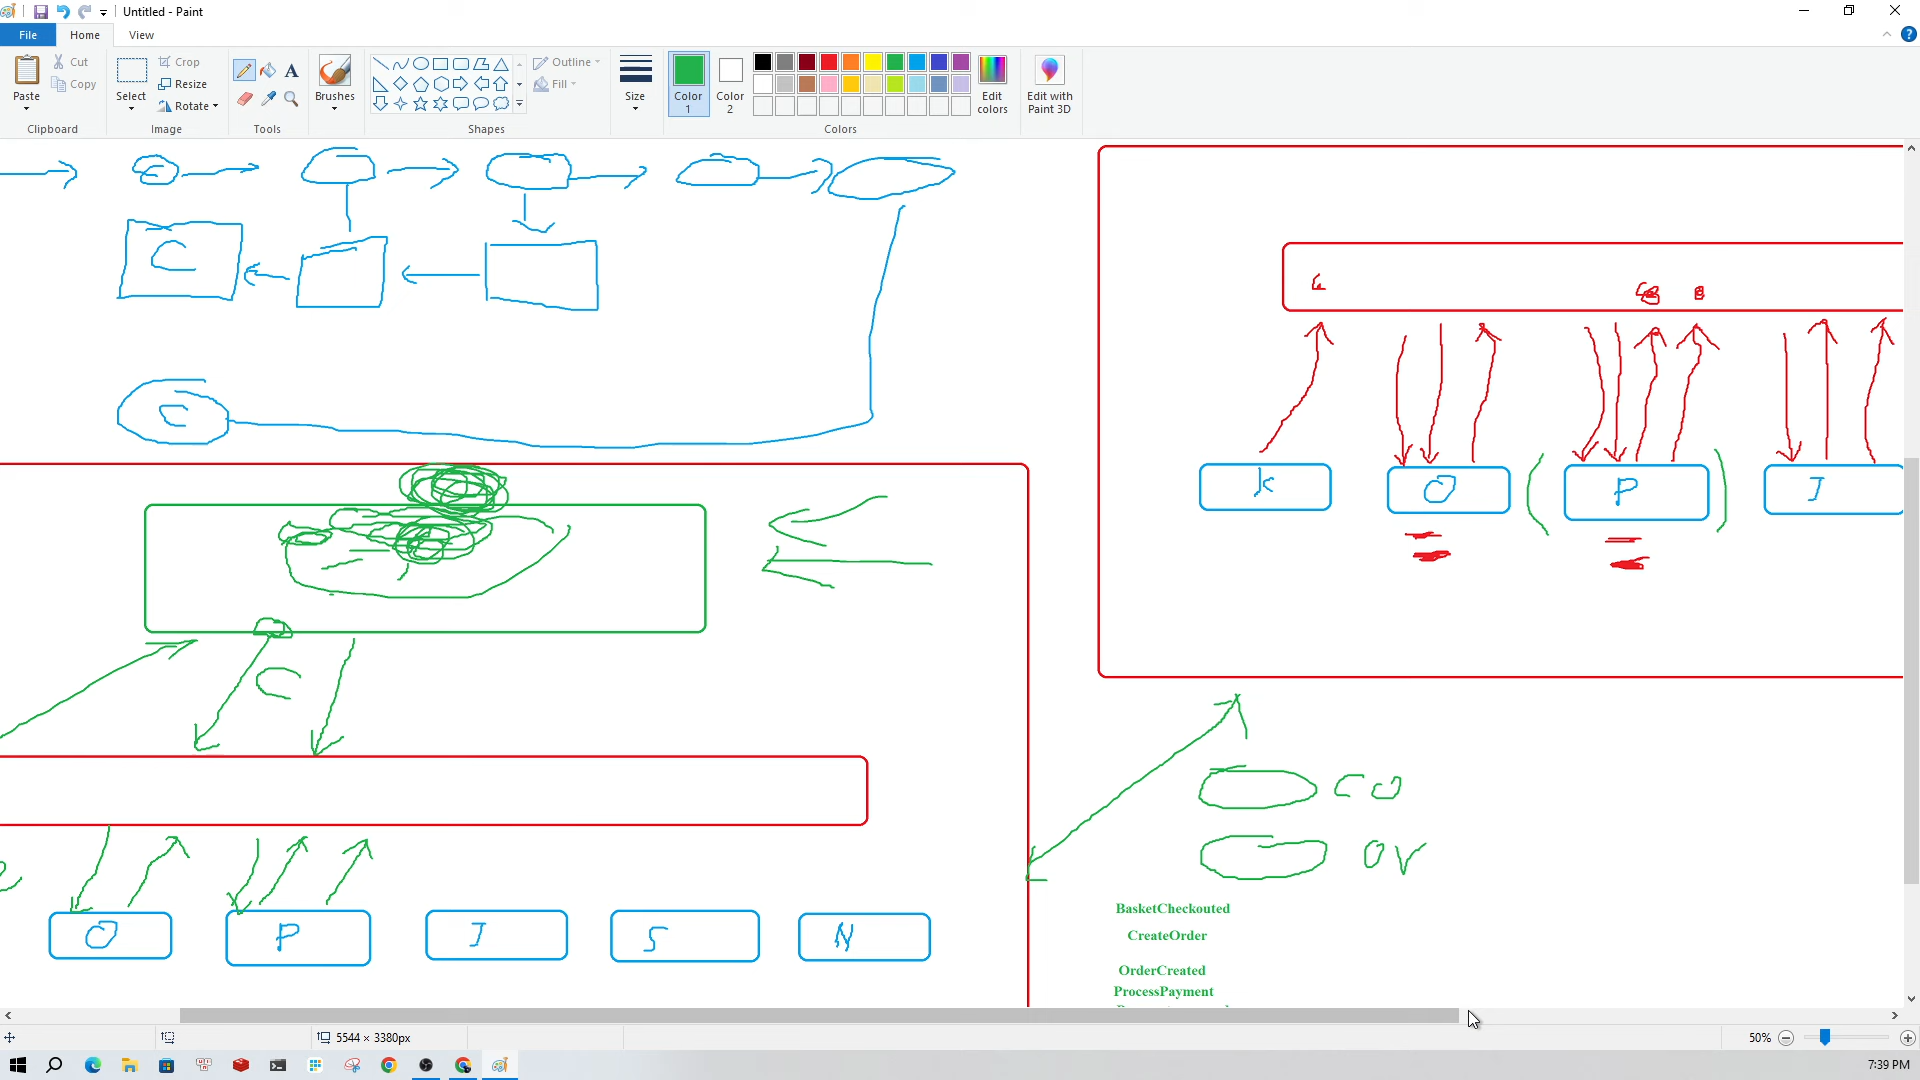 Untitled - Paint
File
Home
View
Paste
Cut
Copy
Clipboard
Select
Crop
Resize
Rotate
Image
Tools
Brushes
Shapes
Outline
Fill
Size
Color
1
Color
2
Edit
colors
Colors
Edit with
Paint 3D
C
C
C
K
O
P
I
C
CO
OV
BasketCheckouted
CreateOrder
OrderCreated
ProcessPayment
O
P
I
S
N
5544 × 3380px
50%
7:39 PM